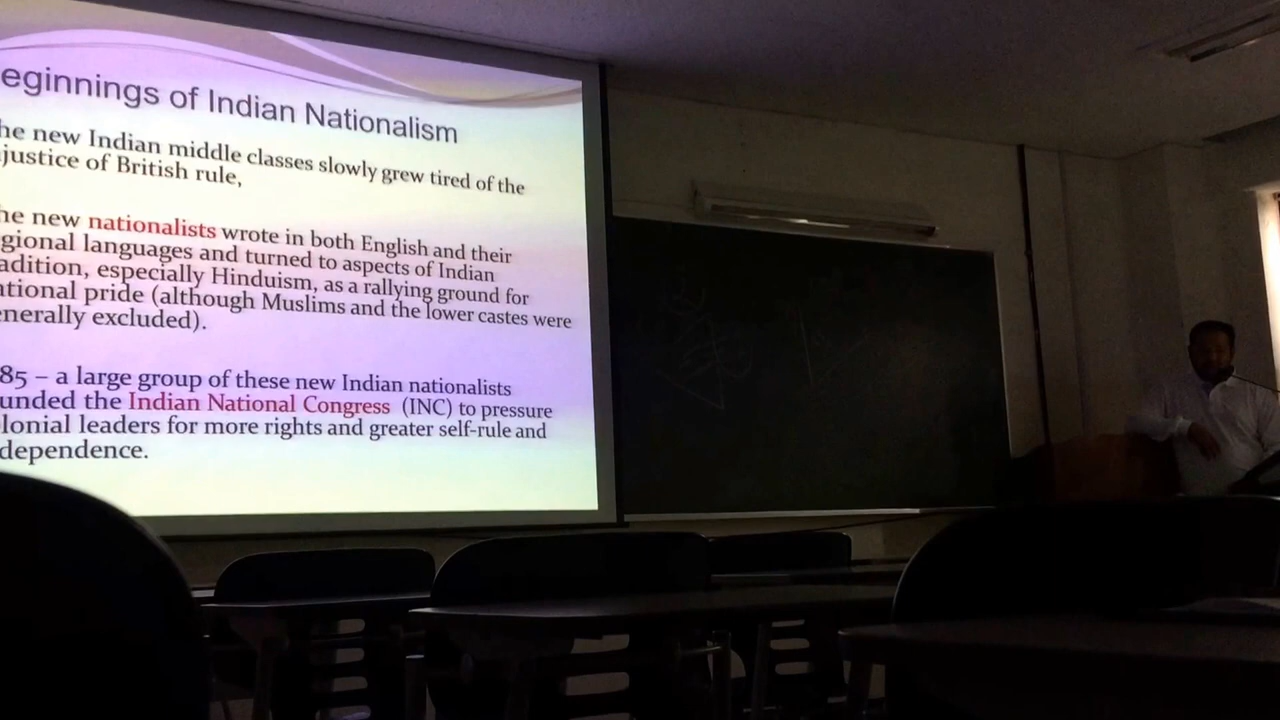 eginnings of Indian Nationalism
he new Indian middle classes slowly grew tired of the
justice of British rule,
he new nationalists wrote in both English and their
gional languages and turned to aspects of Indian
adition, especially Hinduism, as a rallying ground for
ational pride (although Muslims and the lower castes were
enerally excluded).
85 – a large group of these new Indian nationalists
unded the Indian National Congress (INC) to pressure
lonial leaders for more rights and greater self-rule and
dependence.